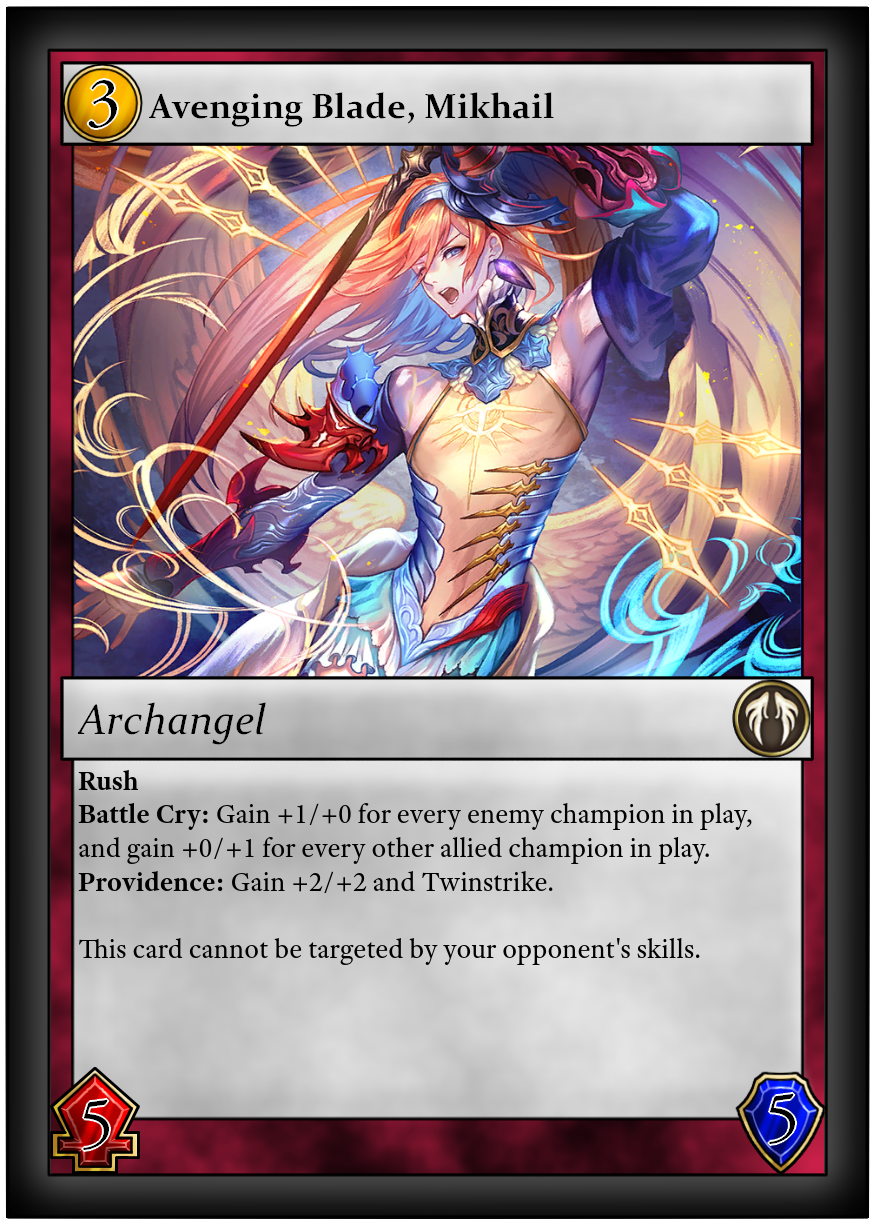 3 Avenging Blade, Mikhail
Archangel
Rush
Battle Cry: Gain +1/+0 for every enemy champion in play,
and gain +0/+1 for every other allied champion in play.
Providence: Gain +2/+2 and Twinstrike.
This card cannot be targeted by your opponent's skills.
5 5